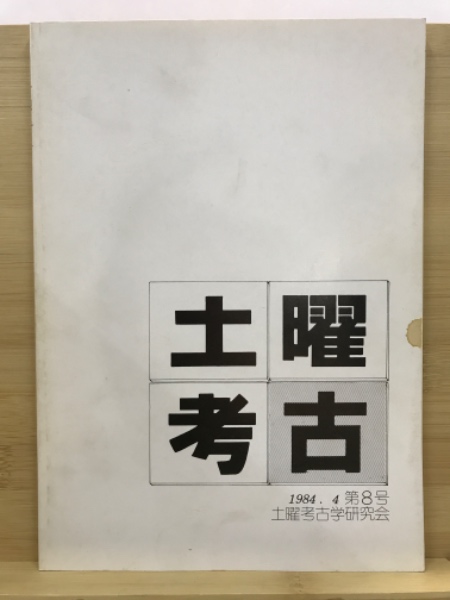 土曜
考古
1984. 4 第8号
土曜考古学研究会